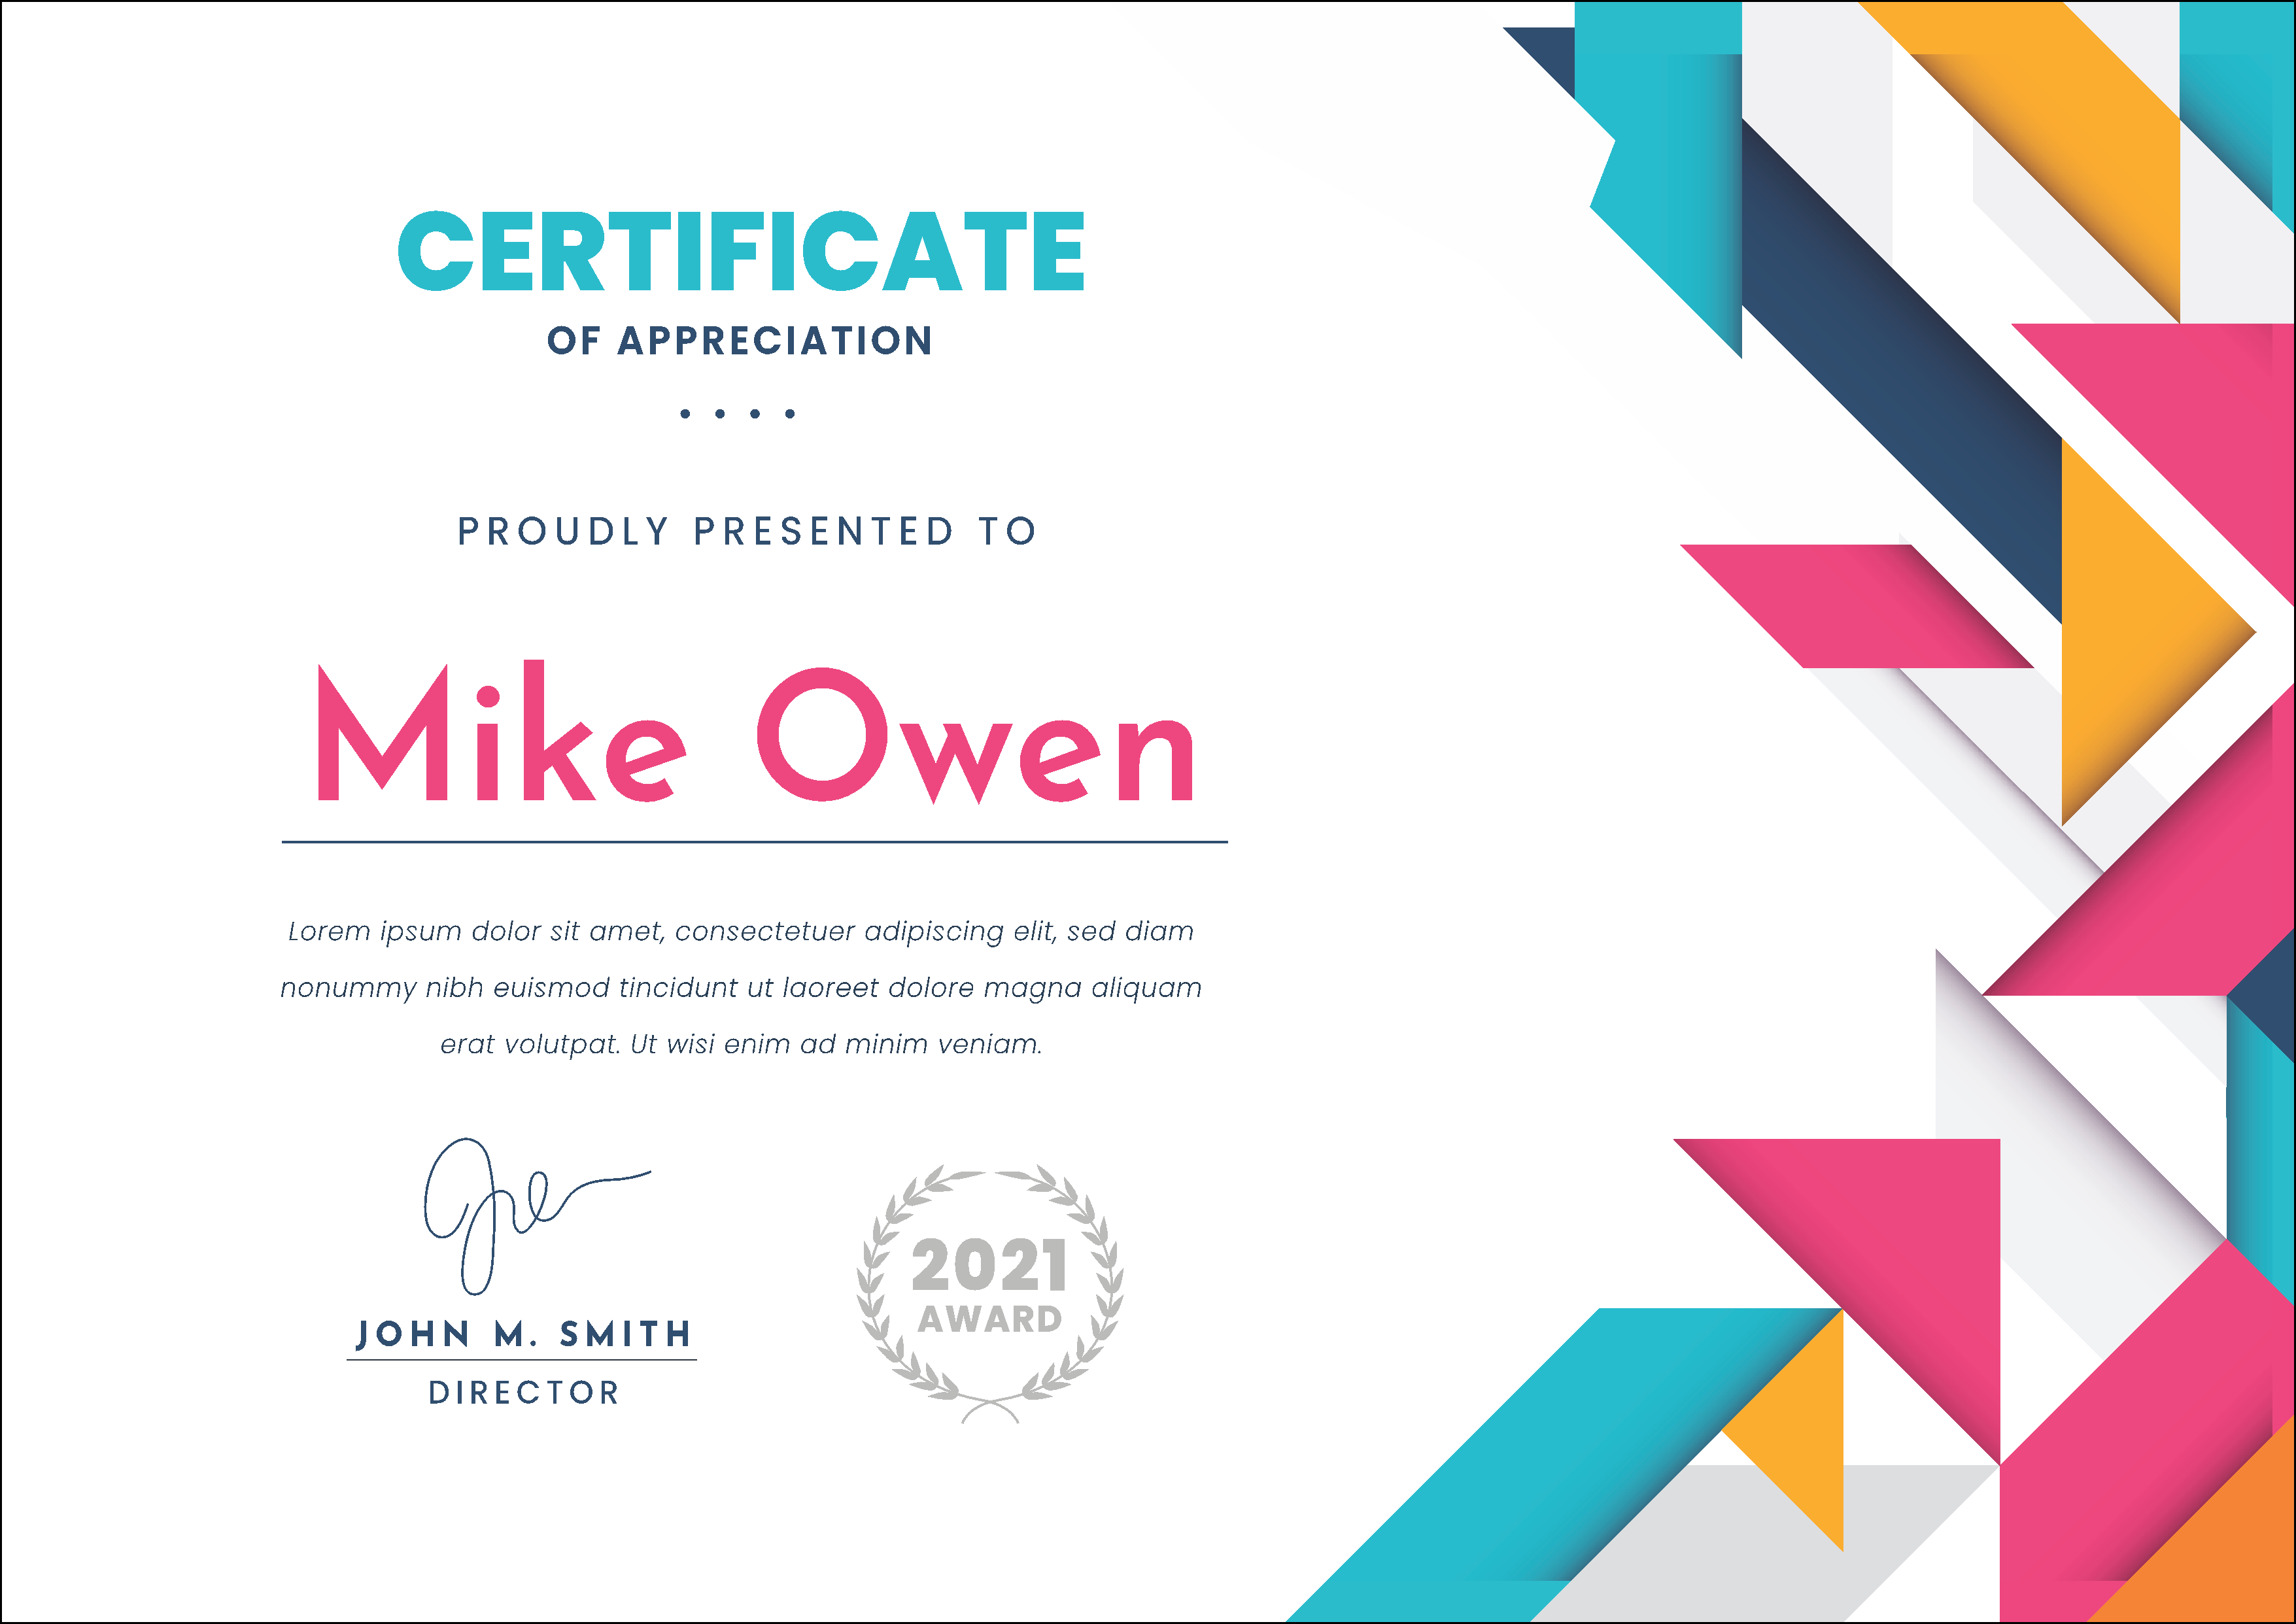 CERTIFICATE
OF APPRECIATION
PROUDLY PRESENTED TO
Mike Owen
Lorem ipsum dolor sit amet, consectetuer adipiscing elit, sed diam
nonummy nibh euismod tincidunt ut laoreet dolore magna aliquam
erat volutpat. Ut wisi enim ad minim veniam.
JOHN M. SMITH
DIRECTOR
2021
AWARD